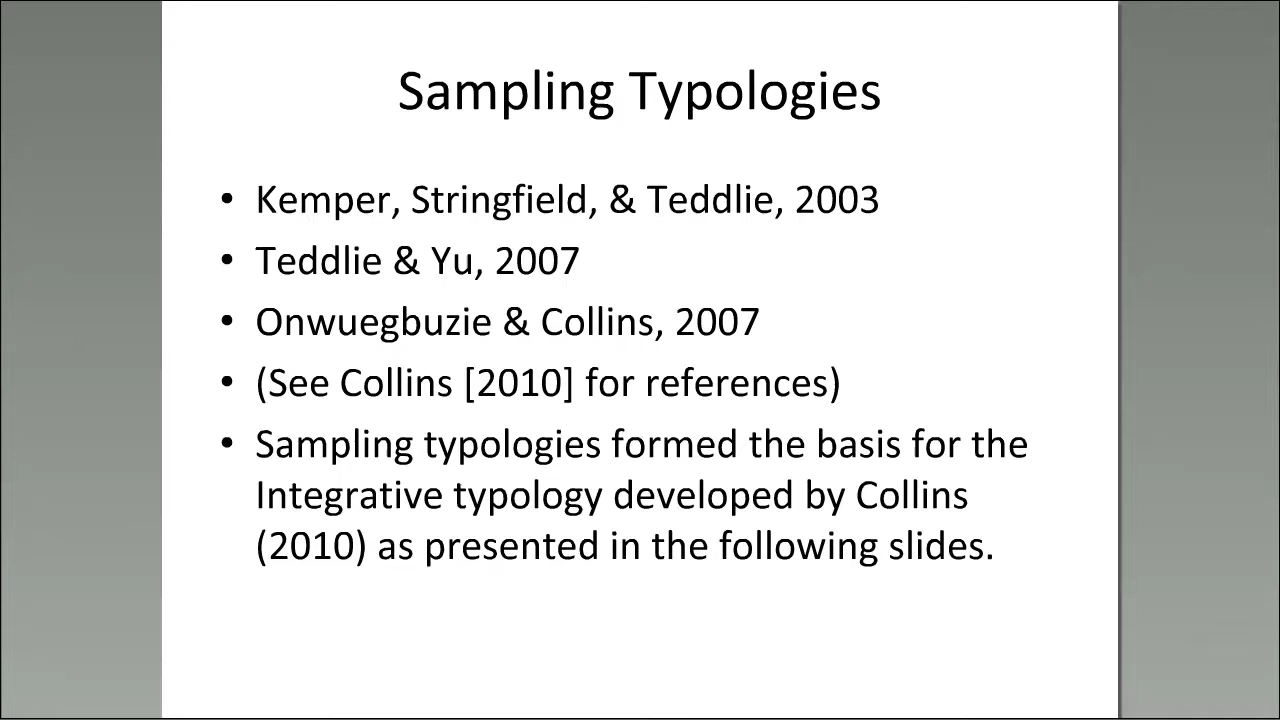 Sampling Typologies
• Kemper, Stringfield, & Teddlie, 2003
• Teddlie & Yu, 2007
• Onwuegbuzie & Collins, 2007
• (See Collins [2010] for references)
• Sampling typologies formed the basis for the
Integrative typology developed by Collins
(2010) as presented in the following slides.